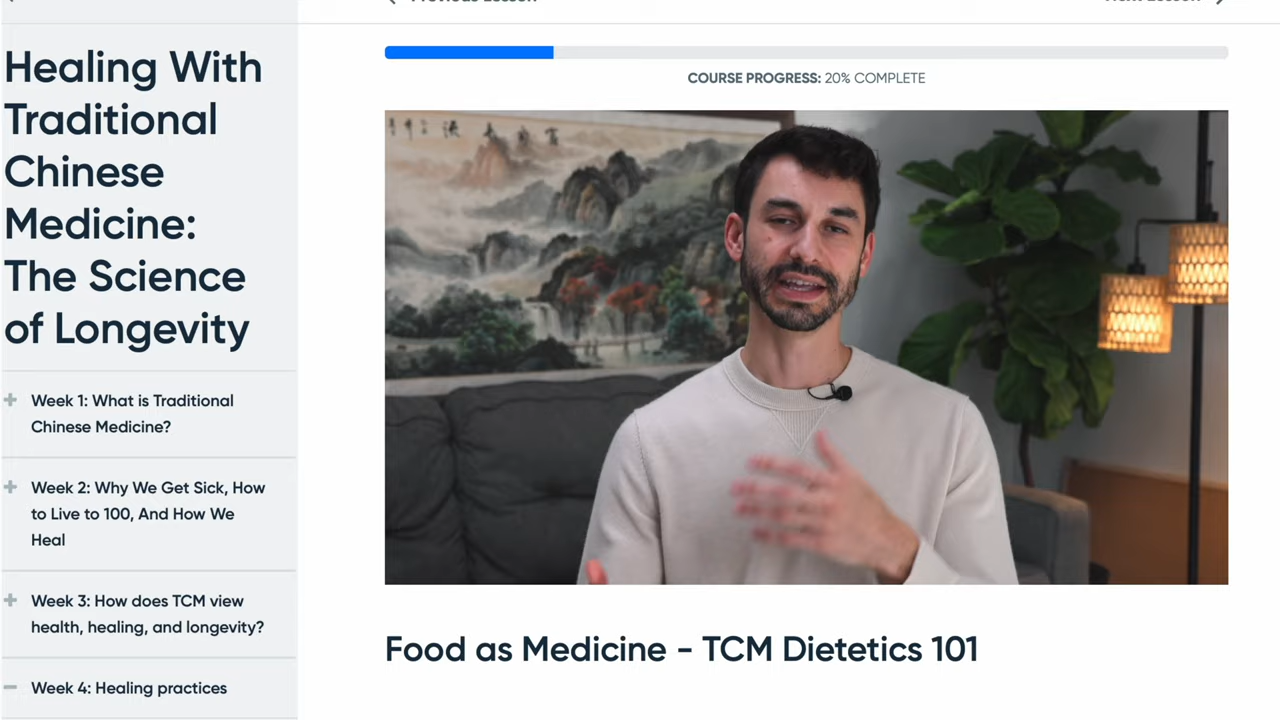 Healing With
Traditional
Chinese
Medicine:
The Science
of Longevity
Week 1: What is Traditional
Chinese Medicine?
Week 2: Why We Get Sick, How
to Live to 100, And How We
Heal
Week 3: How does TCM view
health, healing, and longevity?
Week 4: Healing practices
COURSE PROGRESS: 20% COMPLETE
Food as Medicine - TCM Dietetics 101